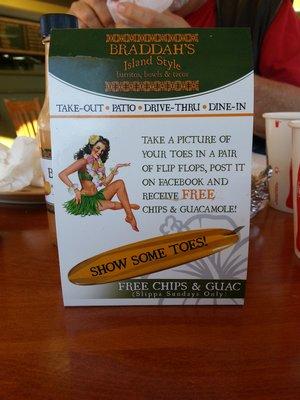 BRADDAH'S
Island Style
burritos, bowls & tacos
TAKE-OUT • PATIO • DRIVE-THRU • DINE-IN
TAKE A PICTURE OF
YOUR TOES IN A PAIR
OF FLIP FLOPS, POST IT
ON FACEBOOK AND
RECEIVE FREE
CHIPS & GUACAMOLE!
SHOW SOME TOES!
FREE CHIPS & GUAC
(Slippa Sundays Only)